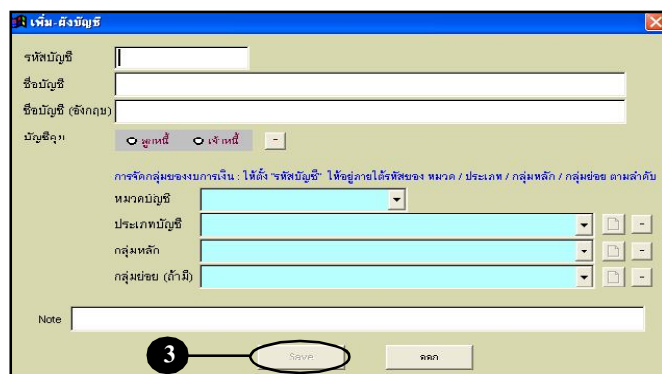 เพิ่ม-ผังบัญชี
รหัสบัญชี
ชื่อบัญชี
ชื่อบัญชี (อังกฤษ)
บัญชีคุม ลูกหนี้ เจ้าหนี้ -
การจัดกลุ่มของงบการเงิน : ให้ตั้ง "รหัสบัญชี" ให้อยู่ภายใต้รหัสของ หมวด / ประเภท / กลุ่มหลัก / กลุ่มย่อย ตามลำดับ
หมวดบัญชี
ประเภทบัญชี -
กลุ่มหลัก -
กลุ่มย่อย (ถ้ามี) -
Note
3 Save ตกลง